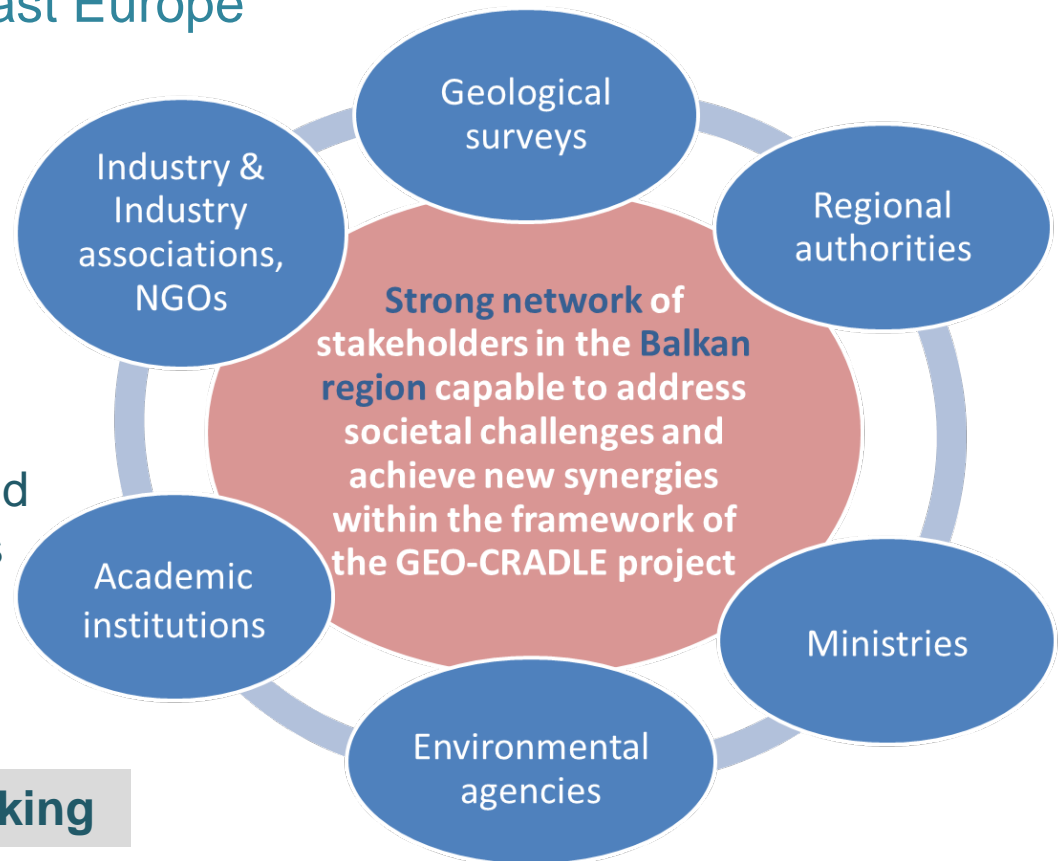 Europe
Geological
surveys
Industry &
Industry
associations,
NGOs
Regional
authorities
Strong network of
stakeholders in the Balkan
region capable to address
societal challenges and
achieve new synergies
within the framework of
the GEO-CRADLE project
Academic
institutions
Ministries
Environmental
agencies